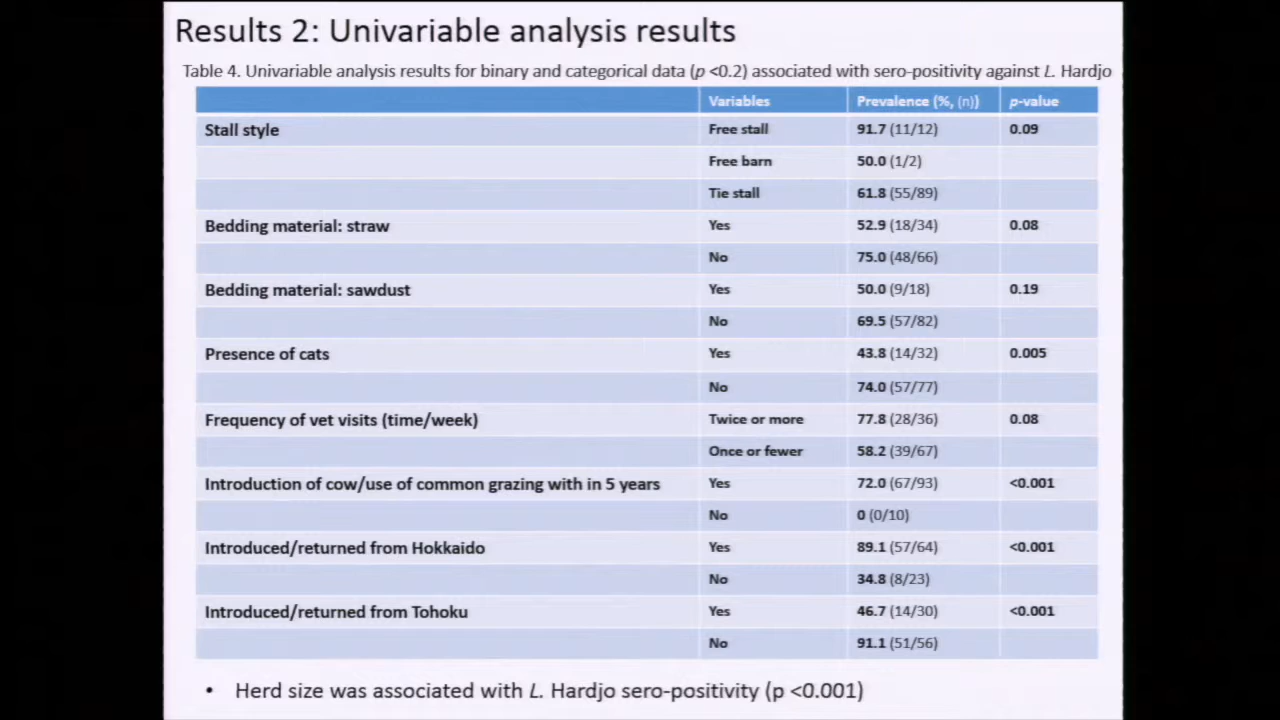 Results 2: Univariable analysis results
Table 4. Univariable analysis results for binary and categorical data (p <0.2) associated with sero-positivity against L. Hardjo
Variables Prevalence (%, (n)) p-value
Stall style Free stall 91.7 (11/12) 0.09
Free barn 50.0 (1/2)
Tie stall 61.8 (55/89)
Bedding material: straw Yes 52.9 (18/34) 0.08
No 75.0 (48/66)
Bedding material: sawdust Yes 50.0 (9/18) 0.19
No 69.5 (57/82)
Presence of cats Yes 43.8 (14/32) 0.005
No 74.0 (57/77)
Frequency of vet visits (time/week) Twice or more 77.8 (28/36) 0.08
Once or fewer 58.2 (39/67)
Introduction of cow/use of common grazing with in 5 years Yes 72.0 (67/93) <0.001
No 0 (0/10)
Introduced/returned from Hokkaido Yes 89.1 (57/64) <0.001
No 34.8 (8/23)
Introduced/returned from Tohoku Yes 46.7 (14/30) <0.001
No 91.1 (51/56)
• Herd size was associated with L. Hardjo sero-positivity (p <0.001)